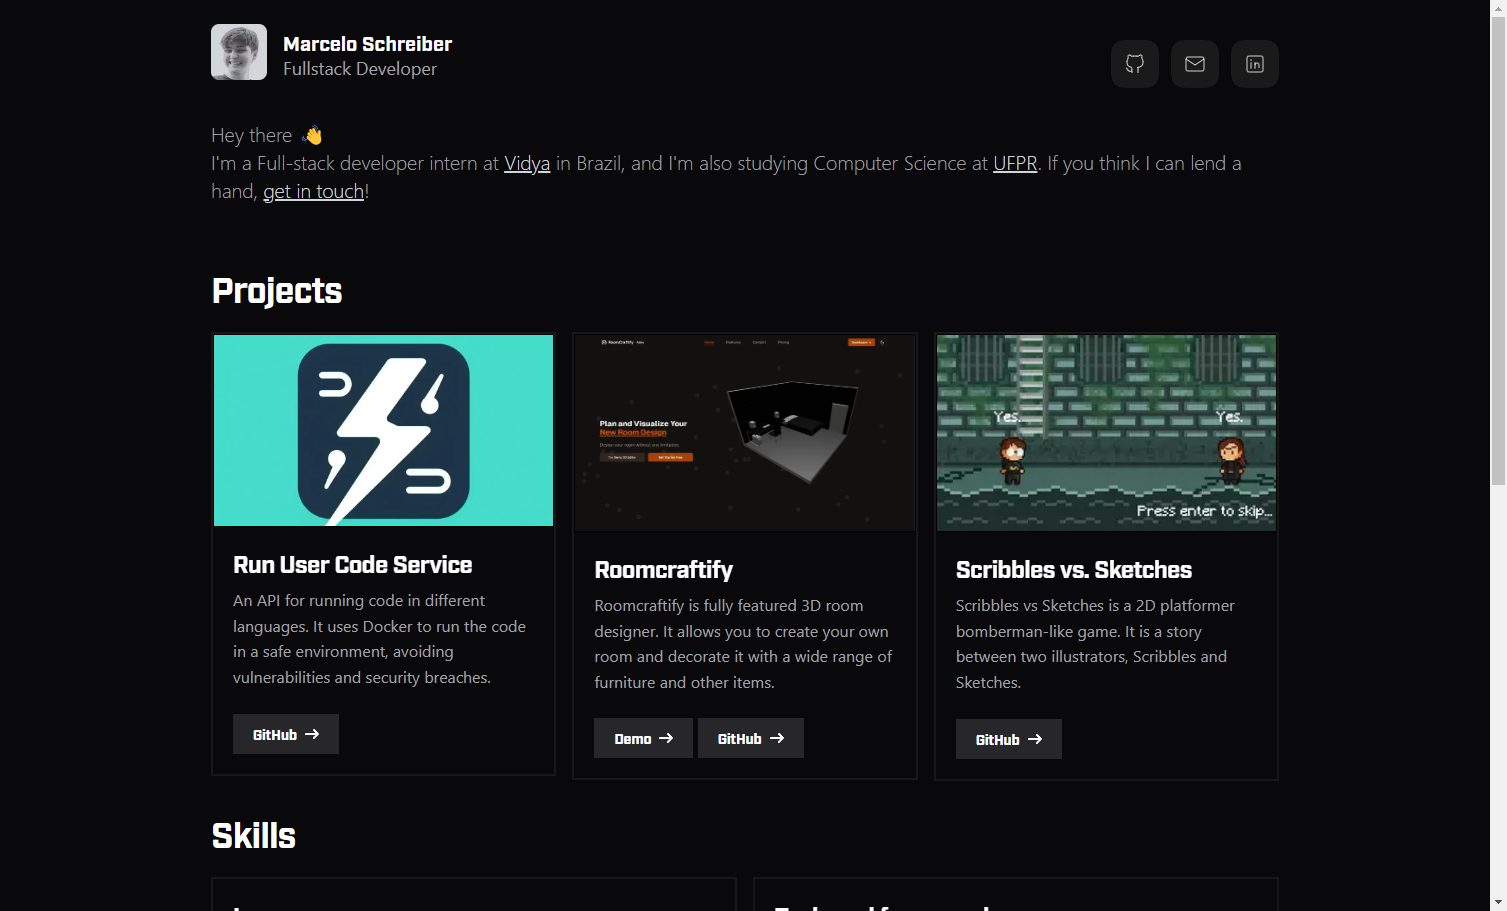 Marcelo Schreiber
Fullstack Developer
Hey there 👋
I'm a Full-stack developer intern at Vidya in Brazil, and I'm also studying Computer Science at UFPR. If you think I can lend a
hand, get in touch!
Projects
RoomCraftify
Home
Features
Contact
Pricing
Plan and Visualize Your
New Room Design
Yes.
Yes.
Press enter to skip...
Run User Code Service
An API for running code in different
languages. It uses Docker to run the code
in a safe environment, avoiding
vulnerabilities and security breaches.
GitHub →
Roomcraftify
Roomcraftify is fully featured 3D room
designer. It allows you to create your own
room and decorate it with a wide range of
furniture and other items.
Demo →
GitHub →
Scribbles vs. Sketches
Scribbles vs Sketches is a 2D platformer
bomberman-like game. It is a story
between two illustrators, Scribbles and
Sketches.
GitHub →
Skills